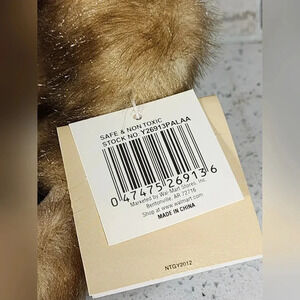 SAFE & NON TOXIC
STOCK NO. Y26913PALAA
0 47475 26913 6
Marketed by Wal-Mart Stores, Inc.
Bentonville, AR 72716
Shop at www.walmart.com
MADE IN CHINA
NTGY2012